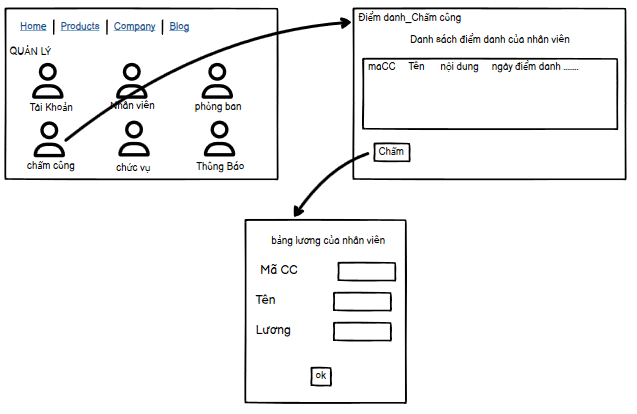 Home | Products | Company | Blog
QUẢN LÝ
Tài Khoản Nhân viên phòng ban
chấm công chức vụ Thông Báo
Điểm danh_Chấm công
Danh sách điểm danh của nhân viên
maCC Tên nội dung ngày điểm danh .......
Chấm
bảng lương của nhân viên
Mã CC
Tên
Lương
ok